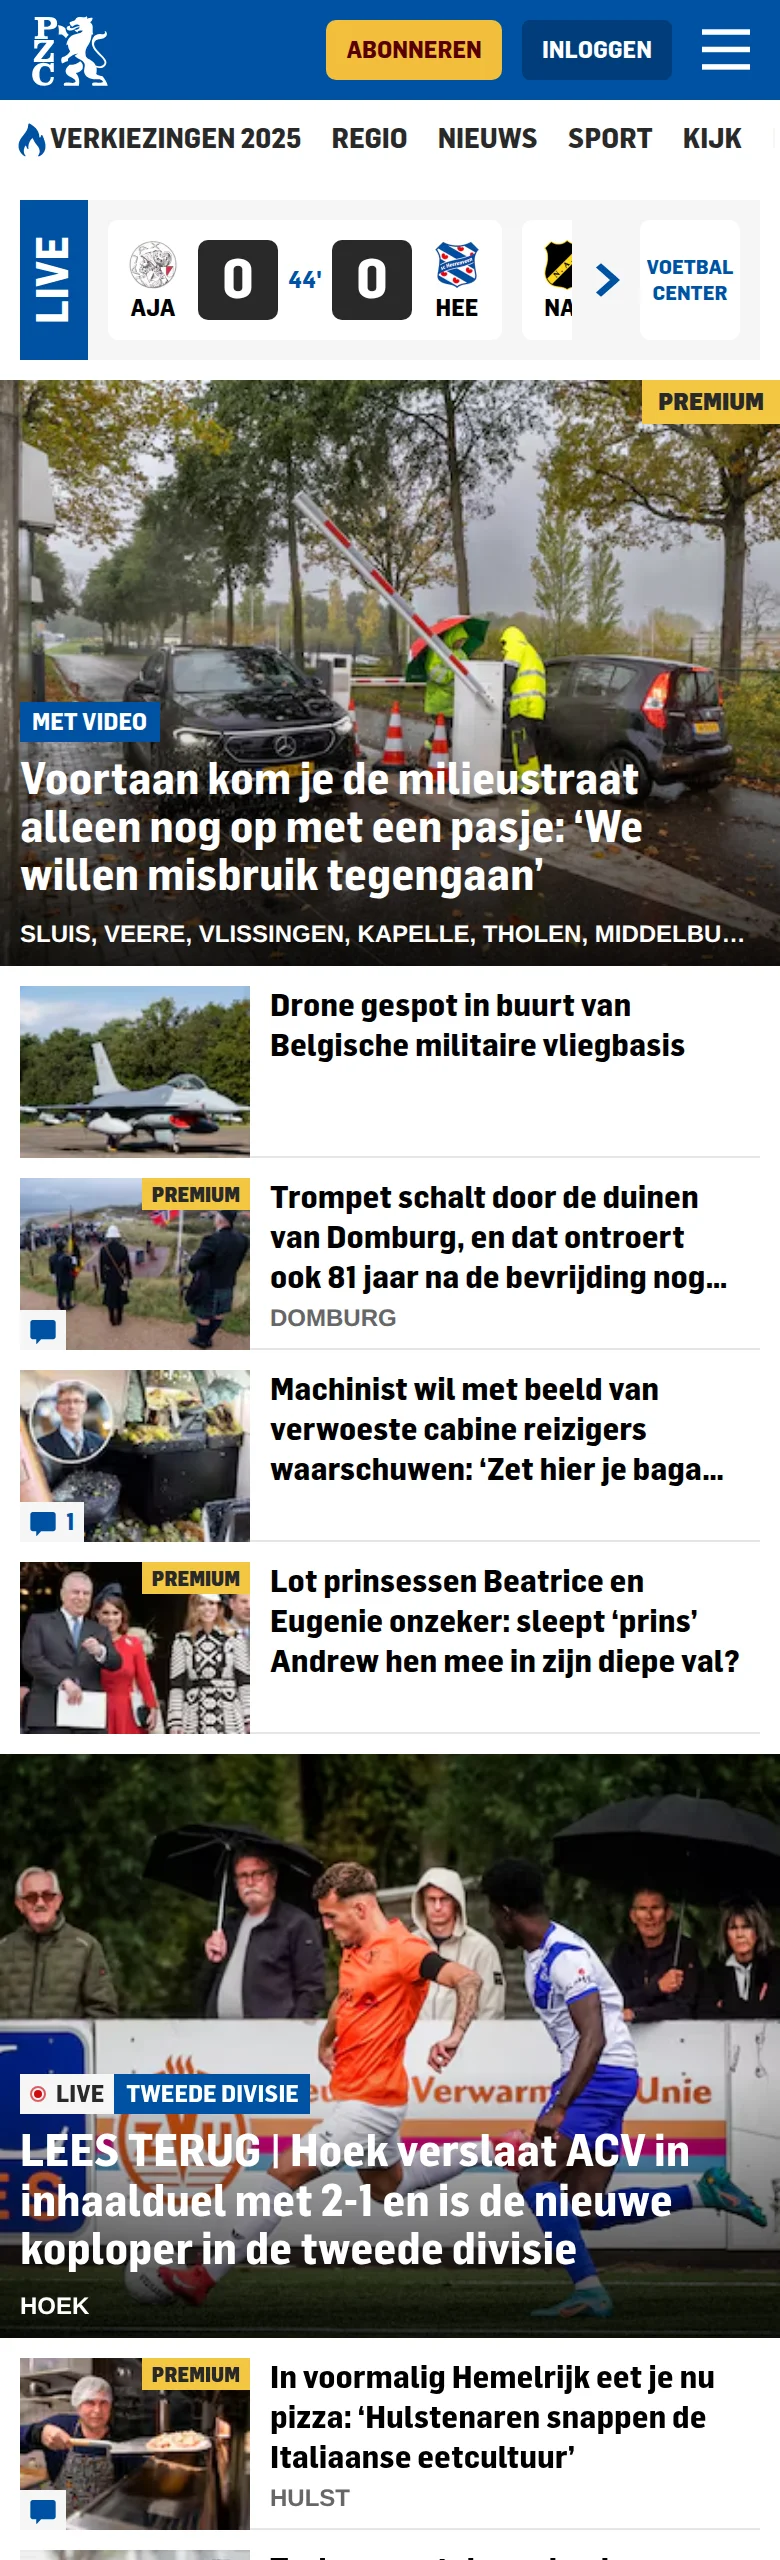 PZC
ABONNEREN
INLOGGEN
VERKIEZINGEN 2025 REGIO NIEUWS SPORT KIJK
LIVE
AJA 0 44' 0 HEE
NA
VOETBAL
CENTER
PREMIUM
MET VIDEO
Voortaan kom je de milieustraat
alleen nog op met een pasje: ‘We
willen misbruik tegengaan’
SLUIS, VEERE, VLISSINGEN, KAPELLE, THOLEN, MIDDELBU...
Drone gespot in buurt van
Belgische militaire vliegbasis
PREMIUM
Trompet schalt door de duinen
van Domburg, en dat ontroert
ook 81 jaar na de bevrijding nog...
DOMBURG
Machinist wil met beeld van
verwoeste cabine reizigers
waarschuwen: ‘Zet hier je baga...
1
PREMIUM
Lot prinsessen Beatrice en
Eugenie onzeker: sleept ‘prins’
Andrew hen mee in zijn diepe val?
Verwarm Unie
LIVE TWEEDE DIVISIE
LEES TERUG | Hoek verslaat ACV in
inhaalduel met 2-1 en is de nieuwe
koploper in de tweede divisie
HOEK
PREMIUM
In voormalig Hemelrijk eet je nu
pizza: ‘Hulstenaren snappen de
Italiaanse eetcultuur’
HULST